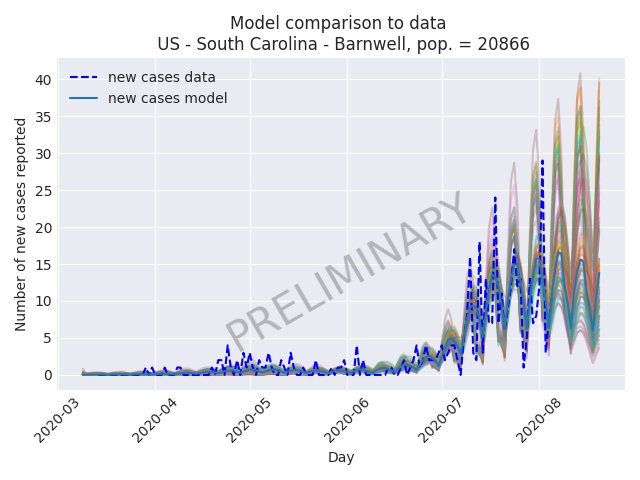 Model comparison to data
US - South Carolina - Barnwell, pop. = 20866
new cases data
new cases model
Number of new cases reported
40
35
30
25
20
15
10
5
0
PRELIMINARY
2020-03
2020-04
2020-05
2020-06
2020-07
2020-08
Day